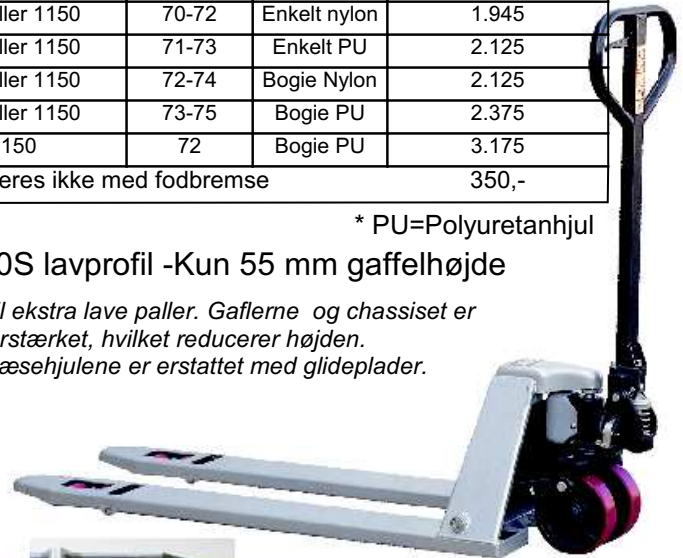 ller 1150 70-72 Enkelt nylon 1.945
ller 1150 71-73 Enkelt PU 2.125
ller 1150 72-74 Bogie Nylon 2.125
ller 1150 73-75 Bogie PU 2.375
150 72 Bogie PU 3.175
eres ikke med fodbremse 350,-
* PU=Polyuretanhjul
0S lavprofil -Kun 55 mm gaffelhøjde
ll ekstra lave paller. Gaflerne og chassiset er
rstærket, hvilket reducerer højden.
æsehjulene er erstattet med glideplader.